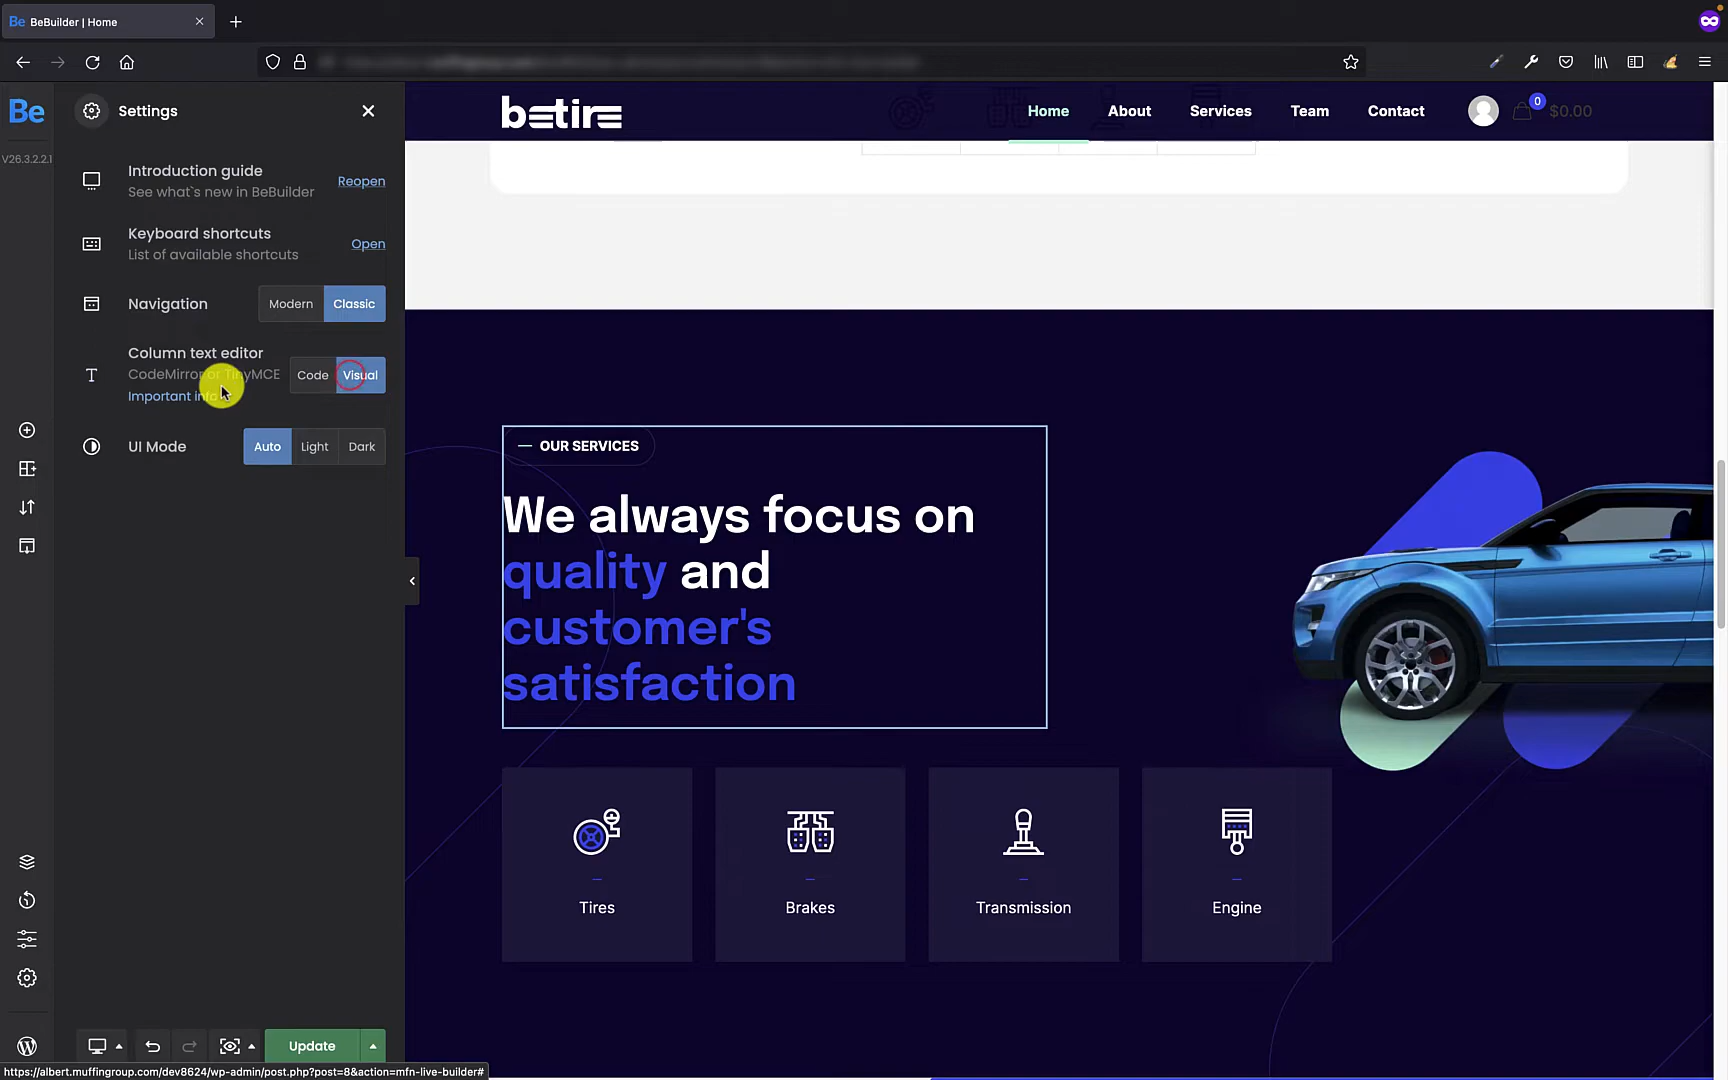 Be BeBuilder | Home
Be
Settings
V26.3.2.2.1
Introduction guide
See what`s new in BeBuilder
Reopen
Keyboard shortcuts
List of available shortcuts
Open
Navigation
Modern
Classic
Column text editor
CodeMirror or TinyMCE
Important info
Code
Visual
UI Mode
Auto
Light
Dark
Update
https://albert.muffingroup.com/dev8624/wp-admin/post.php?post=8&action=mfn-live-builder#
betire
Home
About
Services
Team
Contact
0
$0.00
OUR SERVICES
We always focus on
quality and
customer's
satisfaction
Tires
Brakes
Transmission
Engine